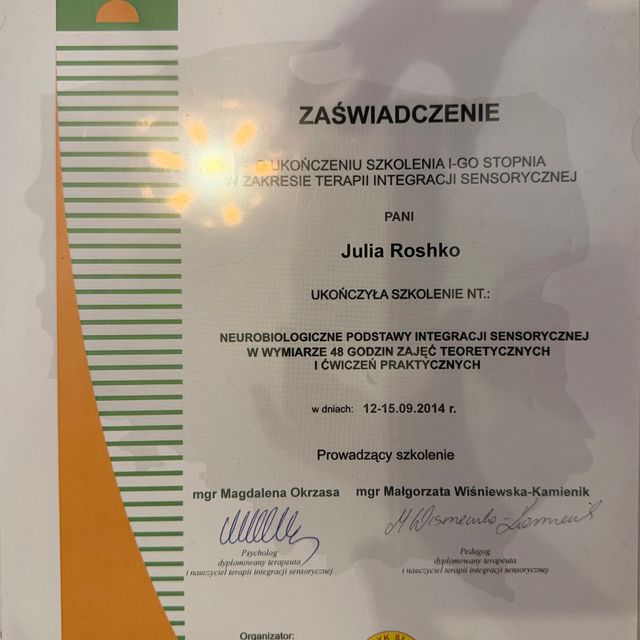 ZAŚWIADCZENIE
O UKOŃCZENIU SZKOLENIA I-GO STOPNIA
W ZAKRESIE TERAPII INTEGRACJI SENSORYCZNEJ
PANI
Julia Roshko
UKOŃCZYŁA SZKOLENIE NT.:
NEUROBIOLOGICZNE PODSTAWY INTEGRACJI SENSORYCZNEJ
W WYMIARZE 48 GODZIN ZAJĘĆ TEORETYCZNYCH
I ĆWICZEŃ PRAKTYCZNYCH
w dniach: 12-15.09.2014 r.
Prowadzący szkolenie
mgr Magdalena Okrzasa mgr Małgorzata Wiśniewska-Kamienik
Psycholog Pedagog
dyplomowany terapeuta dyplomowany terapeuta
i nauczyciel terapii integracji sensorycznej i nauczyciel terapii integracji sensorycznej
Organizator: